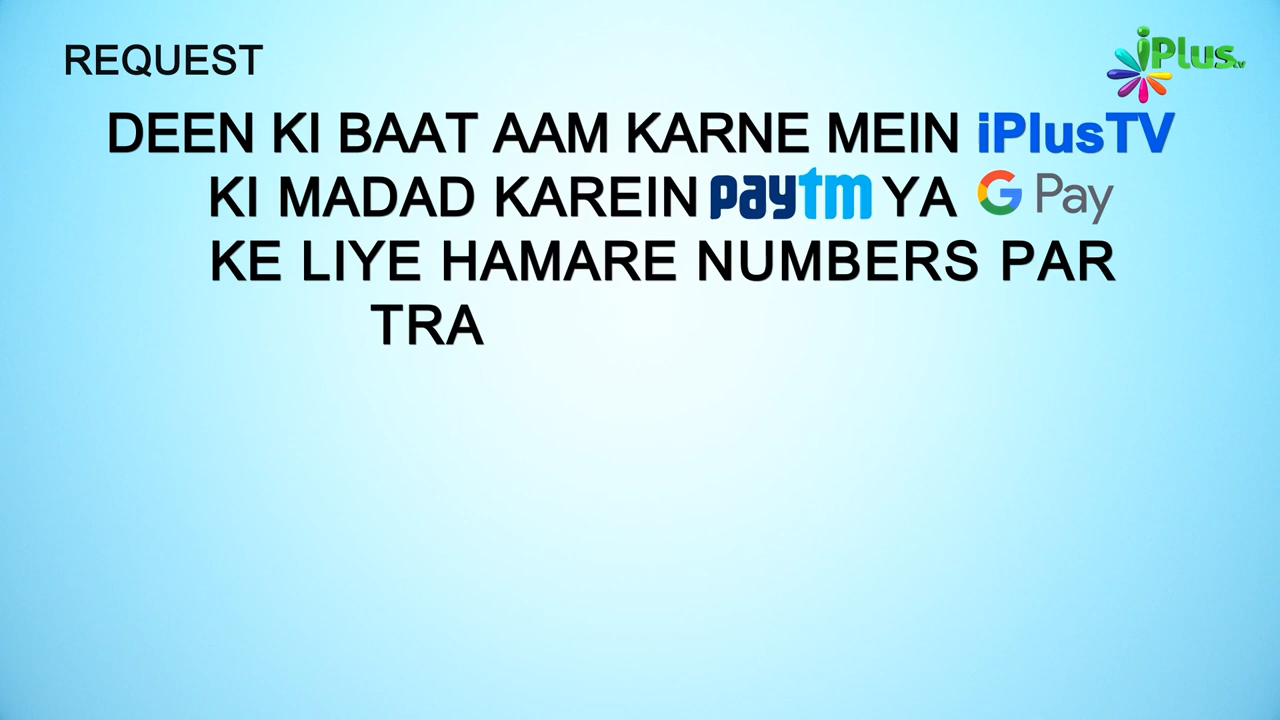 REQUEST
iPlus.tv
DEEN KI BAAT AAM KARNE MEIN iPlusTV
KI MADAD KAREIN paytm YA G Pay
KE LIYE HAMARE NUMBERS PAR
TRA